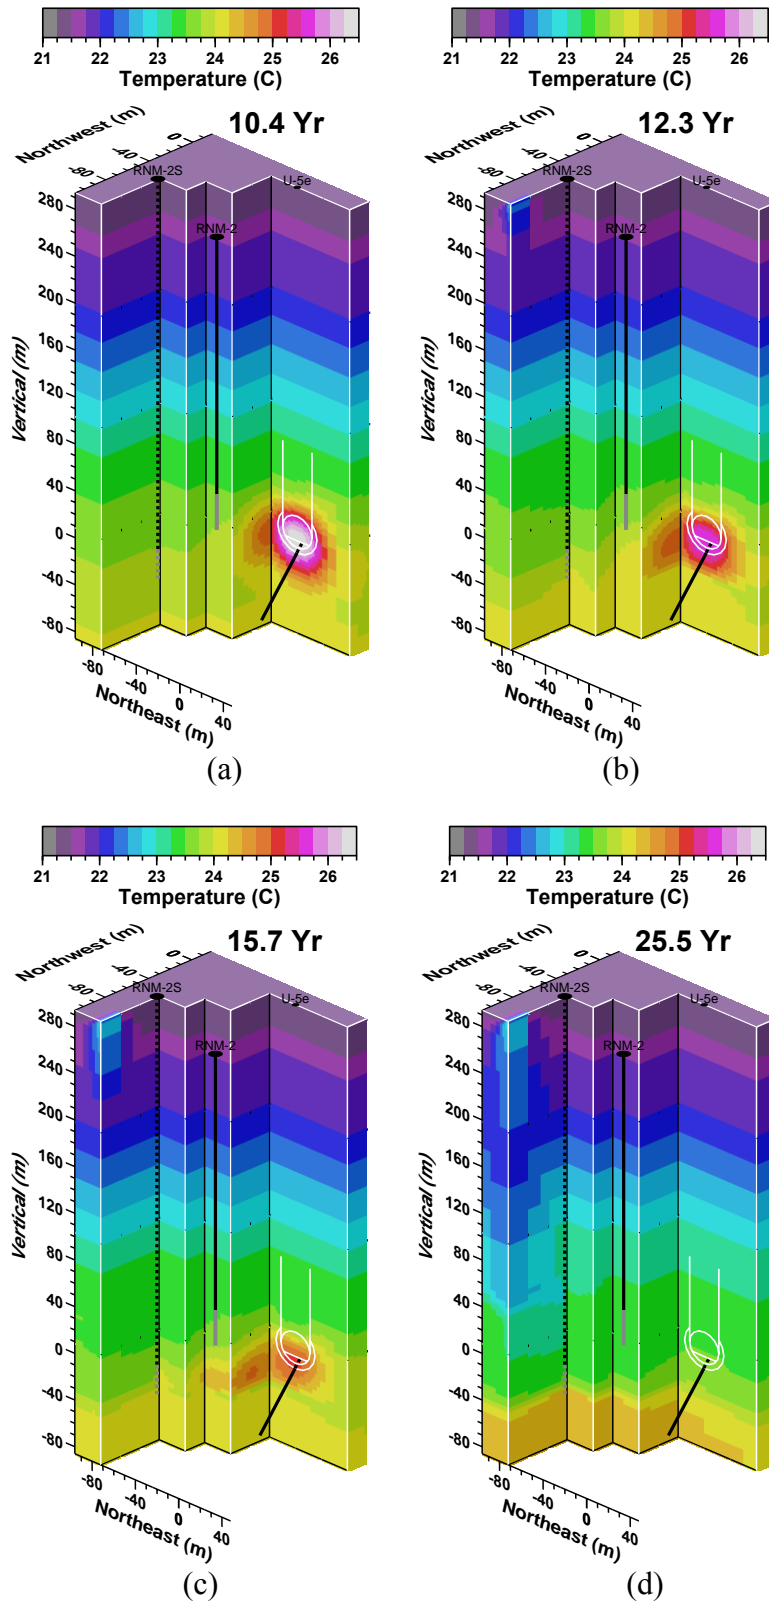 21 22 23 24 25 26
Temperature (C)
10.4 Yr
Northwest (m)
-80 -40 0
RNM-2S
U-5e
RNM-2
Vertical (m)
280
240
200
160
120
80
40
0
-40
-80
-80 -40 0 40
Northeast (m)
(a)
21 22 23 24 25 26
Temperature (C)
12.3 Yr
Northwest (m)
-80 -40 0
RNM-2S
U-5e
RNM-2
Vertical (m)
280
240
200
160
120
80
40
0
-40
-80
-80 -40 0 40
Northeast (m)
(b)
21 22 23 24 25 26
Temperature (C)
15.7 Yr
Northwest (m)
-80 -40 0
RNM-2S
U-5e
RNM-2
Vertical (m)
280
240
200
160
120
80
40
0
-40
-80
-80 -40 0 40
Northeast (m)
(c)
21 22 23 24 25 26
Temperature (C)
25.5 Yr
Northwest (m)
-80 -40 0
RNM-2S
U-5e
RNM-2
Vertical (m)
280
240
200
160
120
80
40
0
-40
-80
-80 -40 0 40
Northeast (m)
(d)